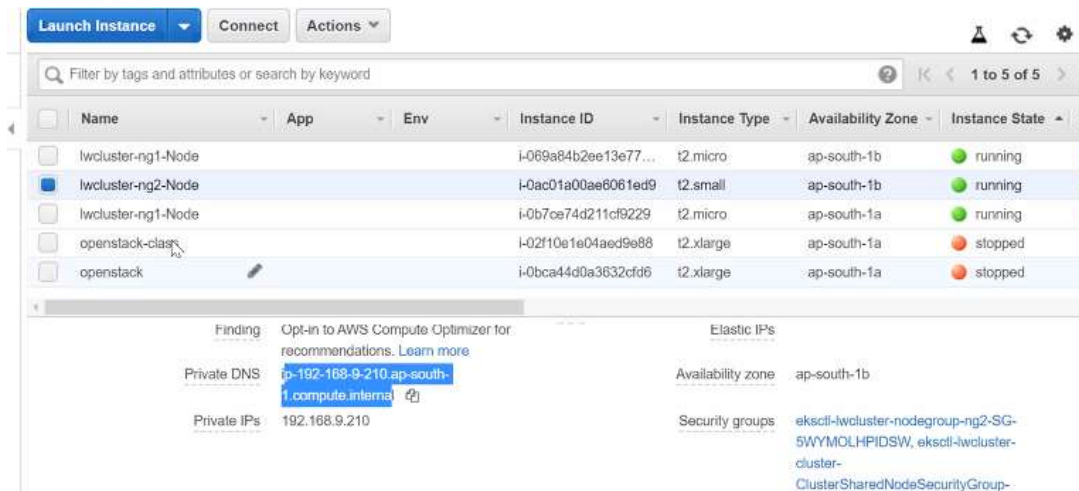 Launch Instance Connect Actions
Filter by tags and attributes or search by keyword 1 to 5 of 5
Name App Env Instance ID Instance Type Availability Zone Instance State
lwcluster-ng1-Node i-069a84b2ee13e77... t2.micro ap-south-1b running
lwcluster-ng2-Node i-0ac01a00ae6061ed9 t2.small ap-south-1b running
lwcluster-ng1-Node i-0b7ce74d211cf9229 t2.micro ap-south-1a running
openstack-class i-02f10e1e04aed9e88 t2.xlarge ap-south-1a stopped
openstack i-0bca44d0a3632cfd6 t2.xlarge ap-south-1a stopped
Finding Opt-in to AWS Compute Optimizer for Elastic IPs
recommendations. Learn more
Private DNS ip-192-168-9-210.ap-south- Availability zone ap-south-1b
1.compute.internal
Private IPs 192.168.9.210 Security groups eksctl-lwcluster-nodegroup-ng2-SG-
5WYMOLHPIDSW, eksctl-lwcluster-
cluster-
ClusterSharedNodeSecurityGroup-